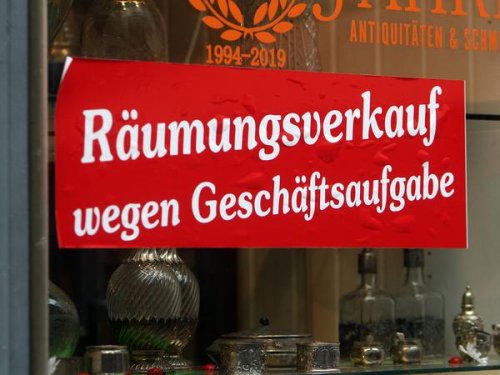 1994-2019
ANTIQUITÄTEN & SCHM
Räumungsverkauf
wegen Geschäftsaufgabe